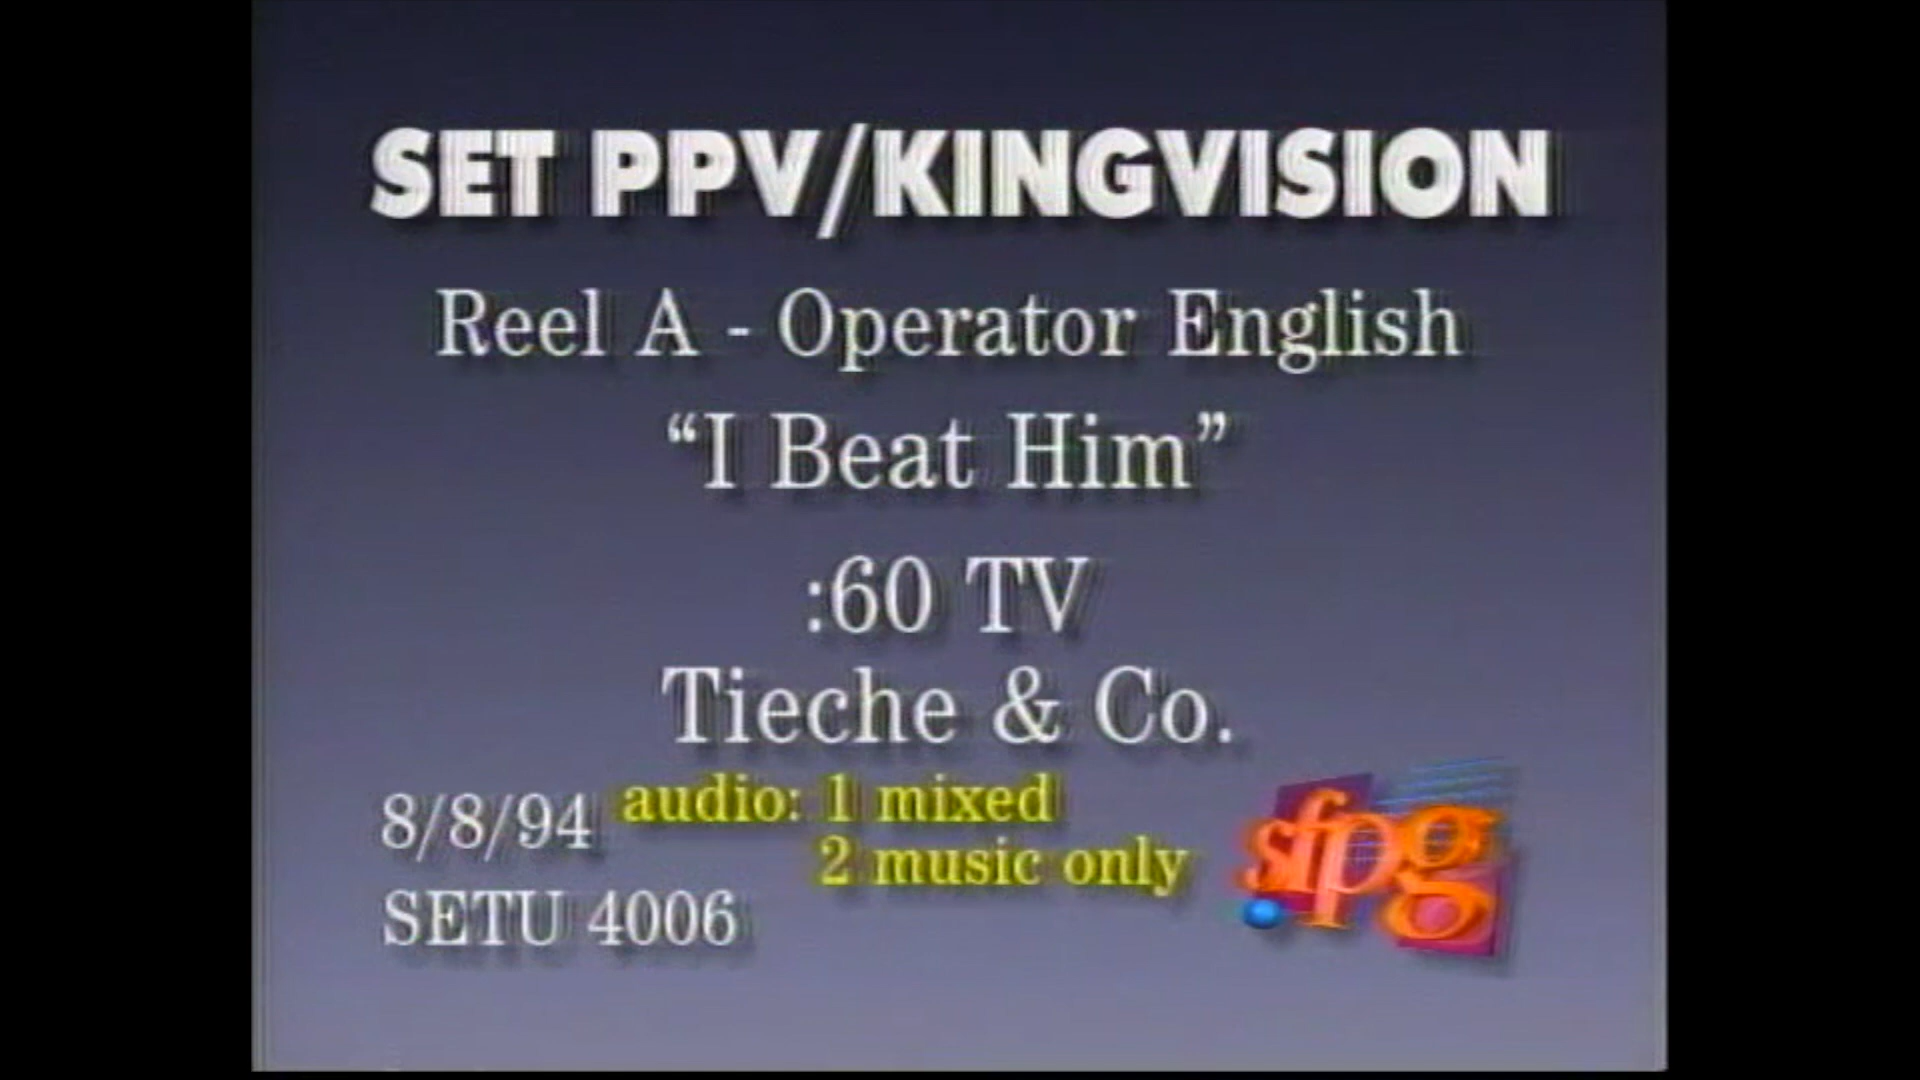 SET PPV/KINGVISION
Reel A - Operator English
“I Beat Him”
:60 TV
Tieche & Co.
8/8/94 audio: 1 mixed
2 music only
SETU 4006
sfpg